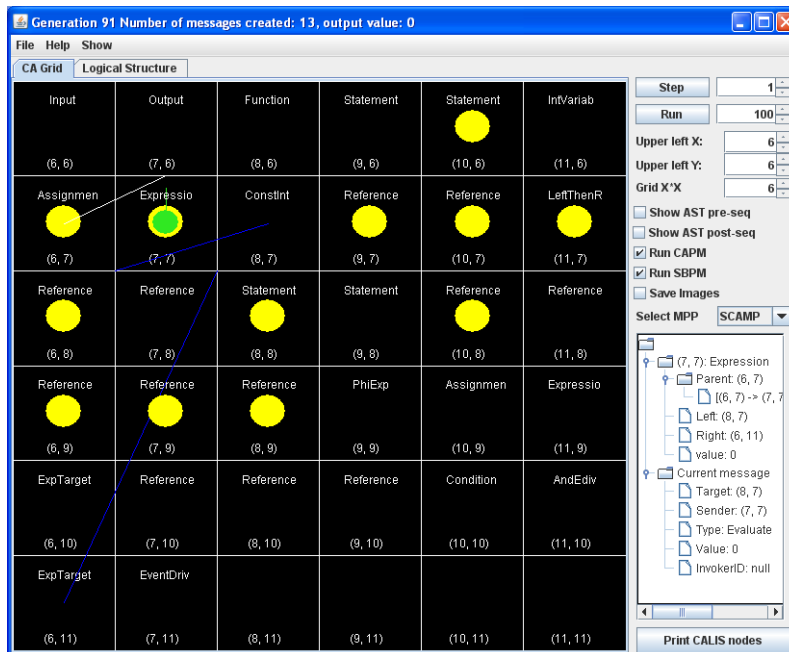 Generation 91 Number of messages created: 13, output value: 0
File Help Show
CA Grid Logical Structure
Input Output Function Statement Statement IntVariab
(6, 6) (7, 6) (8, 6) (9, 6) (10, 6) (11, 6)
Assignmen Expressio ConstInt Reference Reference LeftThenR
(6, 7) (7, 7) (8, 7) (9, 7) (10, 7) (11, 7)
Reference Reference Statement Statement Reference Reference
(6, 8) (7, 8) (8, 8) (9, 8) (10, 8) (11, 8)
Reference Reference Reference PhiExp Assignmen Expressio
(6, 9) (7, 9) (8, 9) (9, 9) (10, 9) (11, 9)
ExpTarget Reference Reference Reference Condition AndEdiv
(6, 10) (7, 10) (8, 10) (9, 10) (10, 10) (11, 10)
ExpTarget EventDriv
(6, 11) (7, 11) (8, 11) (9, 11) (10, 11) (11, 11)
Step 1
Run 100
Upper left X: 6
Upper left Y: 6
Grid X*X 6
Show AST pre-seq
Show AST post-seq
Run CAPM
Run SBPM
Save Images
Select MPP SCAMP
(7, 7): Expression
Parent: (6, 7)
[(6, 7) -> (7, 7
Left: (8, 7)
Right: (6, 11)
value: 0
Current message
Target: (8, 7)
Sender: (7, 7)
Type: Evaluate
Value: 0
InvokerID: null
Print CALIS nodes